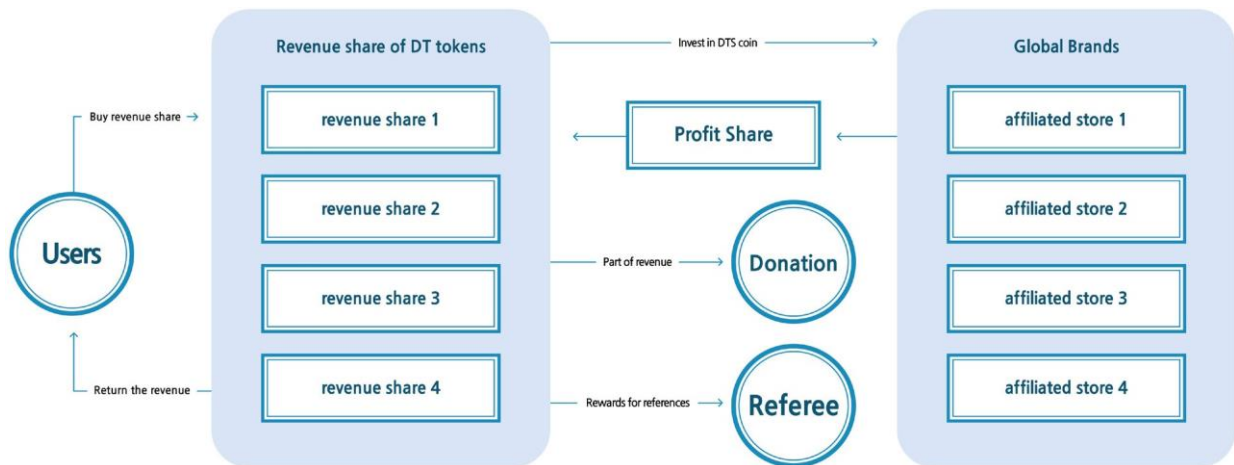 Revenue share of DT tokens
Invest in DTS coin
Global Brands
revenue share 1
affiliated store 1
Buy revenue share
Profit Share
revenue share 2
affiliated store 2
Users
Part of revenue
Donation
revenue share 3
affiliated store 3
Return the revenue
revenue share 4
affiliated store 4
Rewards for references
Referee